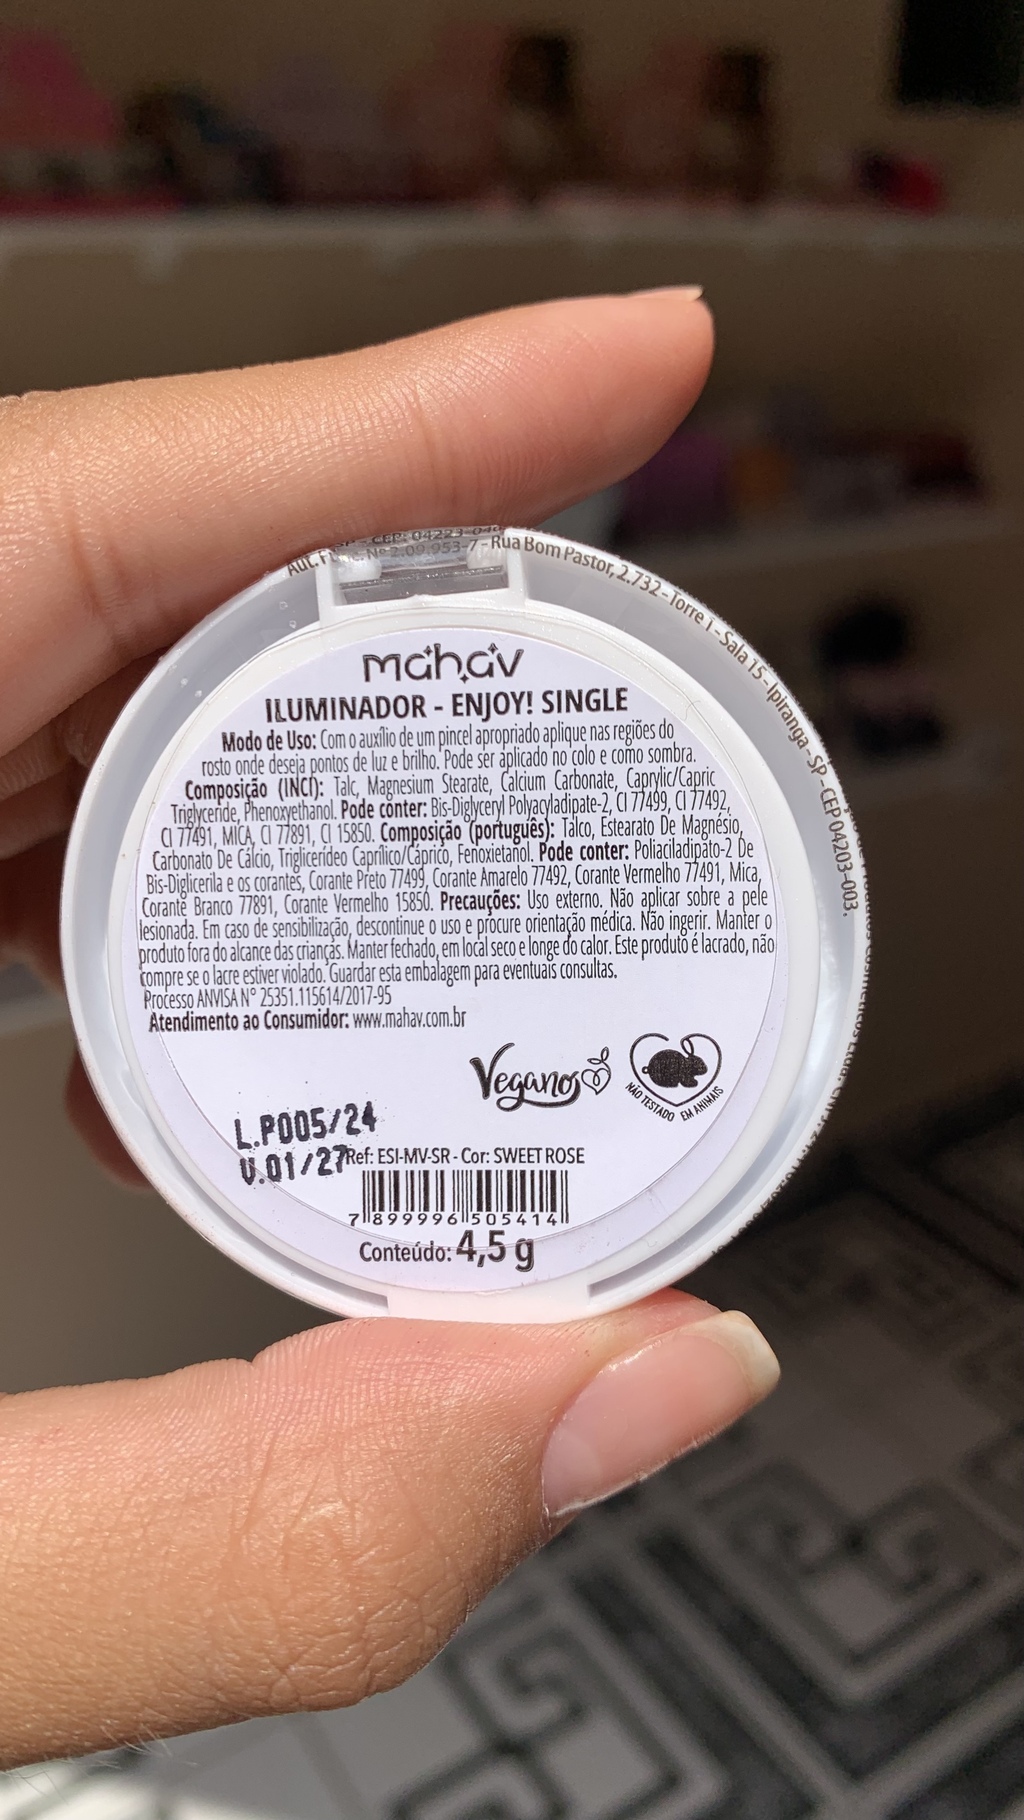 Nº 2.09.953-7 - Rua Bom Pastor, 2.732 - Torre 1 - Sala 15 - Ipiranga - SP - CEP 04203-003.
mahav
ILUMINADOR - ENJOY! SINGLE
Modo de Uso: Com o auxílio de um pincel apropriado aplique nas regiões do
rosto onde deseja pontos de luz e brilho. Pode ser aplicado no colo e como sombra.
Composição (INCI): Talc, Magnesium Stearate, Calcium Carbonate, Caprylic/Capric
Triglyceride, Phenoxyethanol. Pode conter: Bis-Diglyceryl Polyacyladipate-2, CI 77499, CI 77492,
CI 77491, MICA, CI 77891, CI 15850. Composição (português): Talco, Estearato De Magnésio,
Carbonato De Cálcio, Triglicerídeo Caprílico/Cáprico, Fenoxietanol. Pode conter: Poliaciladipato-2 De
Bis-Diglicerila e os corantes, Corante Preto 77499, Corante Amarelo 77492, Corante Vermelho 77491, Mica,
Corante Branco 77891, Corante Vermelho 15850. Precauções: Uso externo. Não aplicar sobre a pele
lesionada. Em caso de sensibilização, descontinue o uso e procure orientação médica. Não ingerir. Manter o
produto fora do alcance das crianças. Manter fechado, em local seco e longe do calor. Este produto é lacrado, não
compre se o lacre estiver violado. Guardar esta embalagem para eventuais consultas.
Processo ANVISA N° 25351.115614/2017-95
Atendimento ao Consumidor: www.mahav.com.br
Vegano
NÃO TESTADO EM ANIMAIS
L.P005/24
V.01/27
Ref: ESI-MV-SR - Cor: SWEET ROSE
7 899996 505414
Conteúdo: 4,5 g